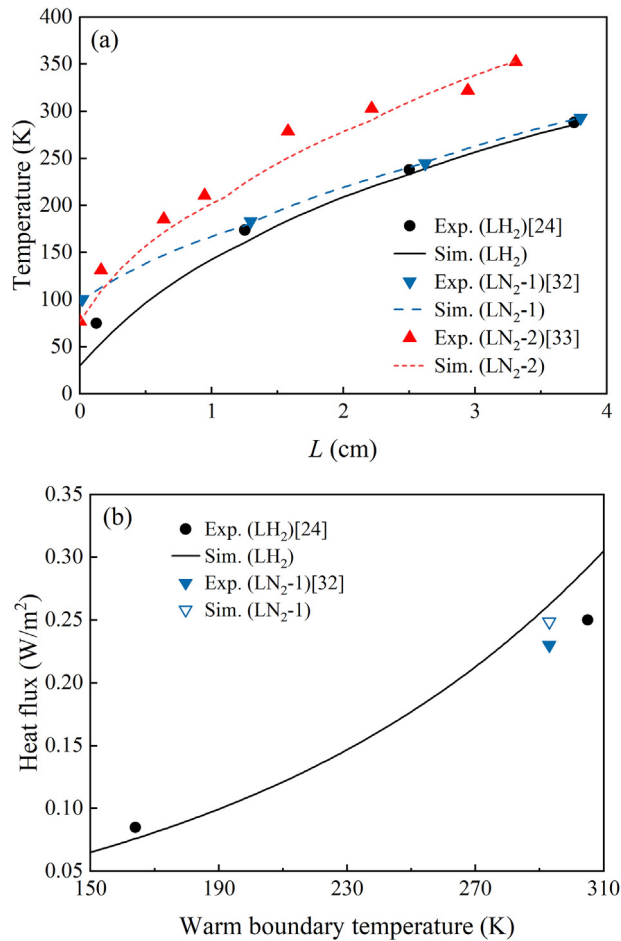 (a)
400
350
300
250
200
150
100
50
0
Temperature (K)
Exp. (LH₂)[24]
Sim. (LH₂)
Exp. (LN₂-1)[32]
Sim. (LN₂-1)
Exp. (LN₂-2)[33]
Sim. (LN₂-2)
0 1 2 3 4
L (cm)
(b)
0.35
0.30
0.25
0.20
0.15
0.10
0.05
Heat flux (W/m²)
Exp. (LH₂)[24]
Sim. (LH₂)
Exp. (LN₂-1)[32]
Sim. (LN₂-1)
150 190 230 270 310
Warm boundary temperature (K)